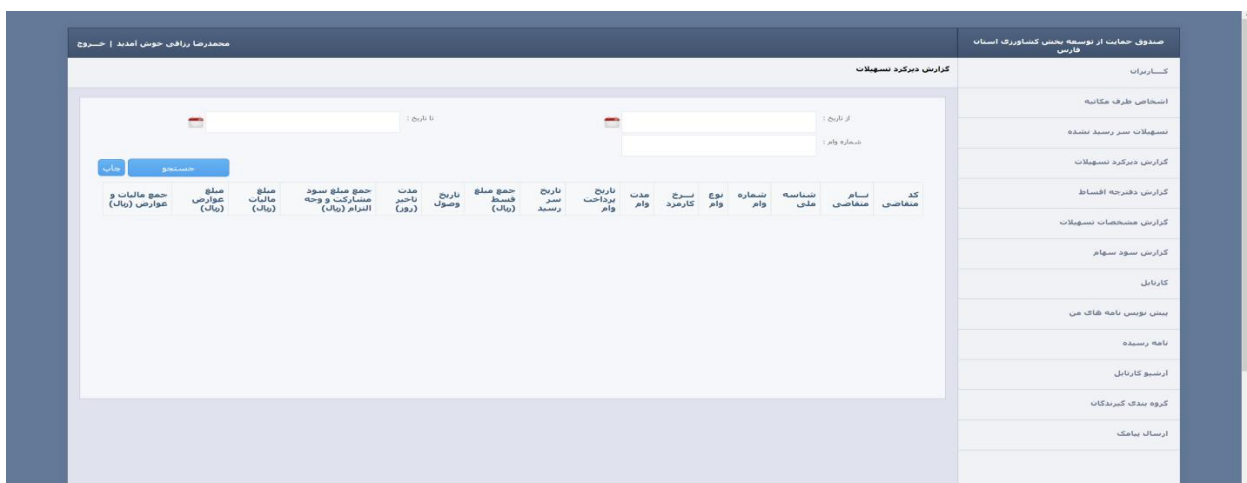 صندوق حمایت از توسعه بخش کشاورزی استان
فارس
محمدرضا رزاقی خوش آمدید | خـــروج
کـــاربران
اشخاص طرف مکاتبه
تسهیلات سر رسید نشده
گزارش دیرکرد تسهیلات
گزارش دفترچه اقساط
گزارش مشخصات تسهیلات
گزارش سود سهام
کارتابل
پیش نویس نامه های من
نامه رسیده
آرشیو کارتابل
گروه بندی گیرندگان
ارسال پیامک
گزارش دیرکرد تسهیلات
از تاریخ :
تا تاریخ :
شماره وام :
جستجو
چاپ
کد متقاضی
نـــام متقاضی
شناسه ملی
شماره وام
نوع وام
نـــرخ کارمزد
مدت وام
تاریخ پرداخت وام
تاریخ سر رسید
جمع مبلغ قسط (ریال)
تاریخ وصول
مدت تاخیر (روز)
جمع مبلغ سود مشارکت و وجه التزام (ریال)
مبلغ مالیات (ریال)
مبلغ عوارض (ریال)
جمع مالیات و عوارض (ریال)